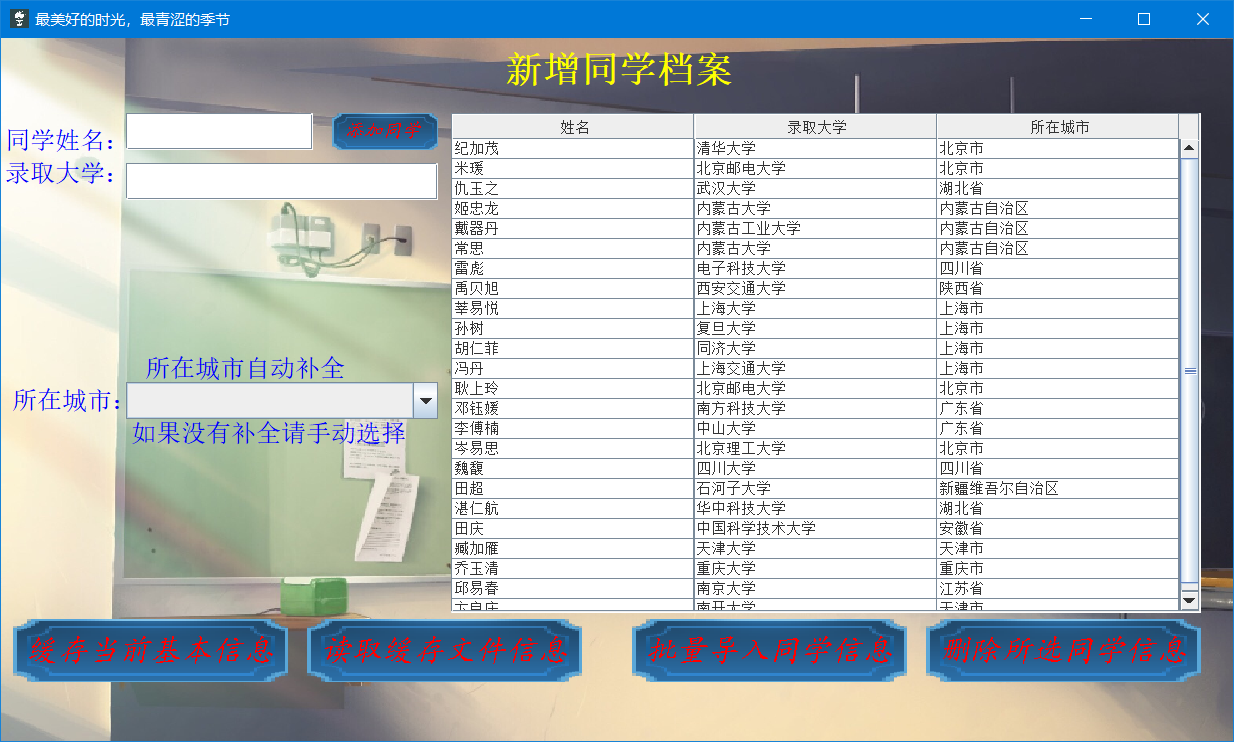 最美好的时光，最青涩的季节
新增同学档案
同学姓名：
添加同学
录取大学：
所在城市自动补全
所在城市：
如果没有补全请手动选择
姓名 录取大学 所在城市
纪加茂 清华大学 北京市
米瑗 北京邮电大学 北京市
仇玉之 武汉大学 湖北省
姬忠龙 内蒙古大学 内蒙古自治区
戴器丹 内蒙古工业大学 内蒙古自治区
常思 内蒙古大学 内蒙古自治区
雷彪 电子科技大学 四川省
禹贝旭 西安交通大学 陕西省
莘易悦 上海大学 上海市
孙树 复旦大学 上海市
胡仁菲 同济大学 上海市
冯丹 上海交通大学 上海市
耿上玲 北京邮电大学 北京市
邓钰媛 南方科技大学 广东省
李傅楠 中山大学 广东省
岑易思 北京理工大学 北京市
魏馥 四川大学 四川省
田超 石河子大学 新疆维吾尔自治区
湛仁航 华中科技大学 湖北省
田庆 中国科学技术大学 安徽省
臧加雁 天津大学 天津市
乔玉清 重庆大学 重庆市
邱易春 南京大学 江苏省
卞良庆 南开大学 天津市
缓存当前基本信息 读取缓存文件信息 批量导入同学信息 删除所选同学信息